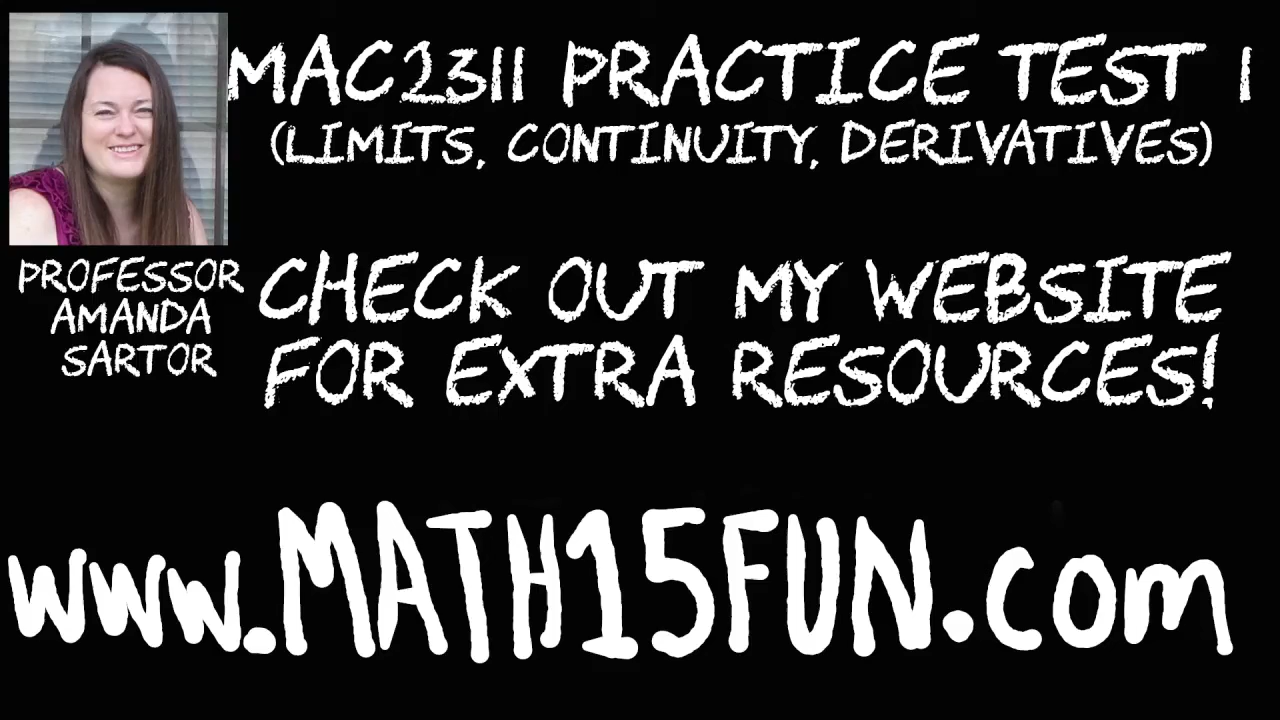 MAC2311 PRACTICE TEST 1
(LIMITS, CONTINUITY, DERIVATIVES)
PROFESSOR
AMANDA
SARTOR
CHECK OUT MY WEBSITE
FOR EXTRA RESOURCES!
www.MATH15FUN.com